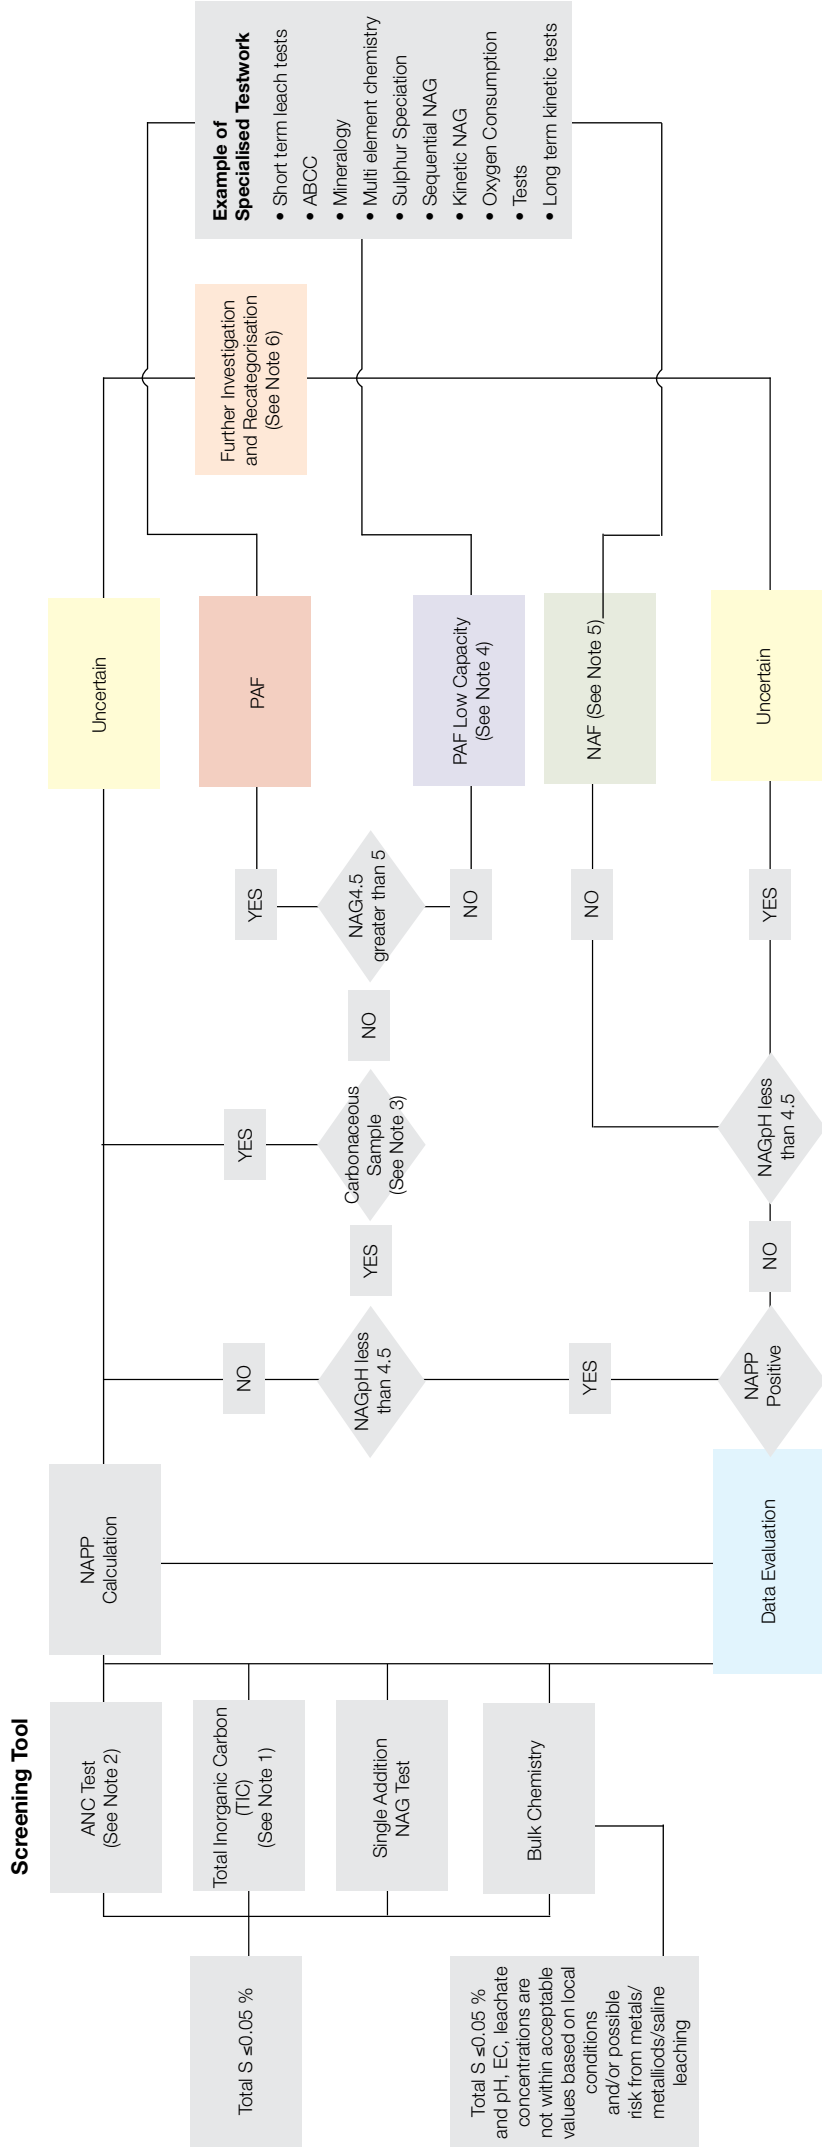 Screening Tool
Total S ≤0.05 %
Total S ≤0.05 %
and pH, EC, leachate
concentrations are
not within acceptable
values based on local
conditions
and/or possible
risk from metals/
metalliods/saline
leaching
ANC Test
(See Note 2)
Total Inorganic Carbon
(TIC)
(See Note 1)
Single Addition
NAG Test
Bulk Chemistry
NAPP
Calculation
Data Evaluation
NO
NAGpH less
than 4.5
YES
NAPP
Positive
YES
NO
YES
Carbonaceous
Sample
(See Note 3)
NAGpH less
than 4.5
NO
YES
NAG4.5
greater than 5
NO
NO
YES
Uncertain
PAF
PAF Low Capacity
(See Note 4)
NAF (See Note 5)
Uncertain
Further Investigation
and Recategorisation
(See Note 6)
Example of
Specialised Testwork
• Short term leach tests
• ABCC
• Mineralogy
• Multi element chemistry
• Sulphur Speciation
• Sequential NAG
• Kinetic NAG
• Oxygen Consumption
• Tests
• Long term kinetic tests